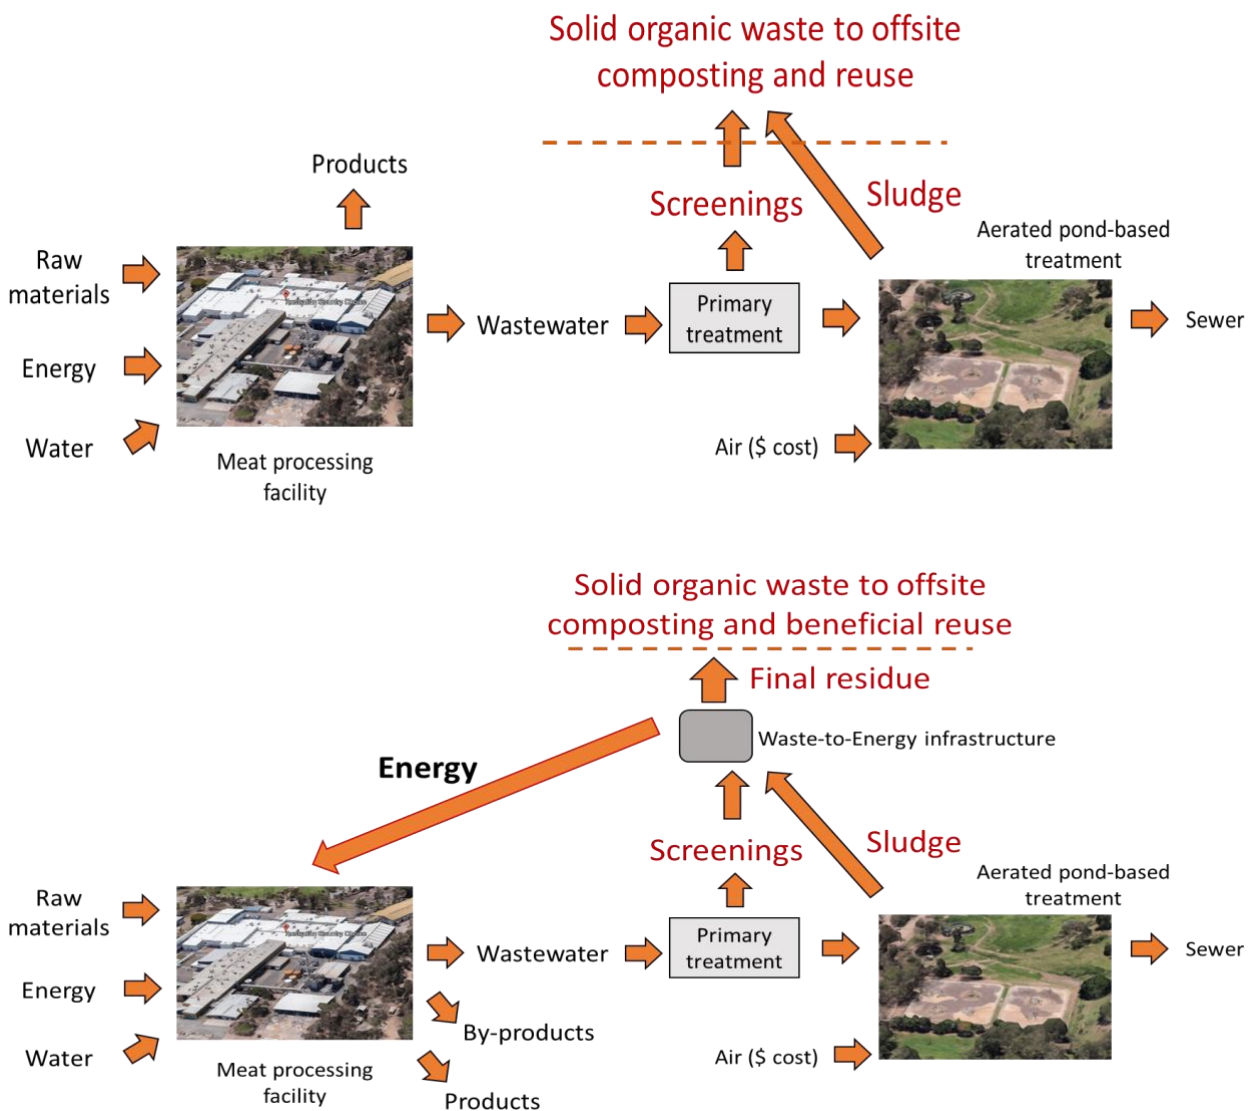 Solid organic waste to offsite
composting and reuse
Products
Screenings
Sludge
Aerated pond-based
treatment
Raw
materials
Energy
Water
Wastewater
Primary
treatment
Sewer
Air ($ cost)
Meat processing
facility
Solid organic waste to offsite
composting and beneficial reuse
Final residue
Waste-to-Energy infrastructure
Energy
Screenings
Sludge
Aerated pond-based
treatment
Raw
materials
Energy
Water
Wastewater
Primary
treatment
Sewer
By-products
Air ($ cost)
Meat processing
facility
Products